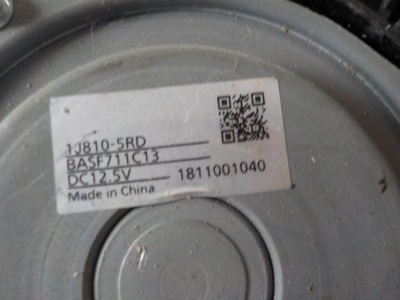 1J810-5RD
BASF711C13
DC12.5V 1811001040
Made in China